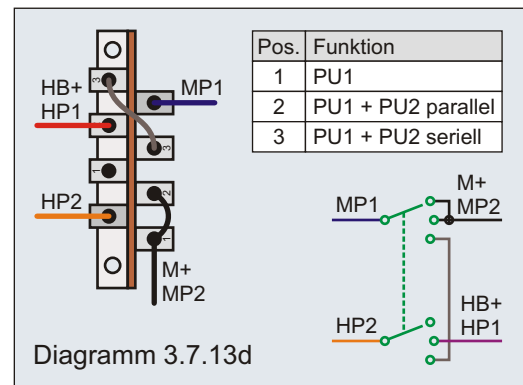 HB+
HP1
MP1
HP2
M+
MP2
3
1
3
2
1
Pos. Funktion
1 PU1
2 PU1 + PU2 parallel
3 PU1 + PU2 seriell
MP1
M+
MP2
HP2
HB+
HP1
Diagramm 3.7.13d